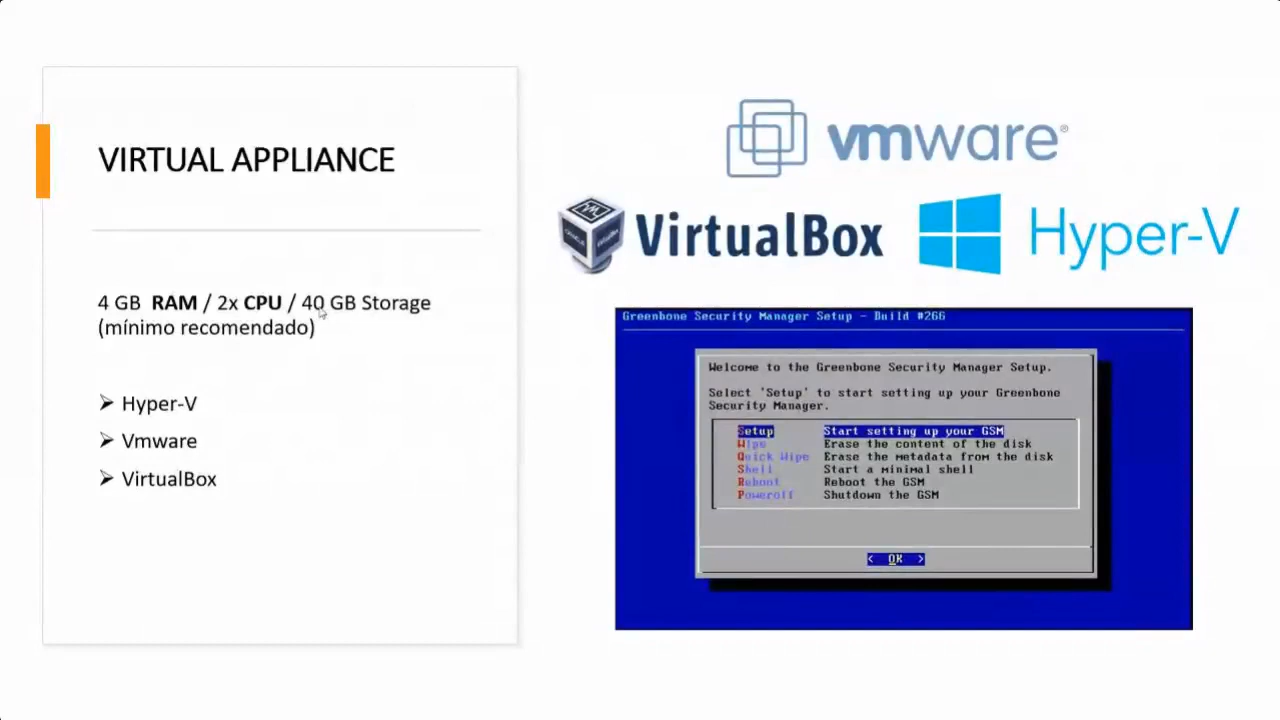 VIRTUAL APPLIANCE
4 GB RAM / 2x CPU / 40 GB Storage
(mínimo recomendado)
Hyper-V
Vmware
VirtualBox
vmware®
VirtualBox
Hyper-V
Greenbone Security Manager Setup - Build #266
Welcome to the Greenbone Security Manager Setup.
Select 'Setup' to start setting up your Greenbone
Security Manager.
Setup Start setting up your GSM
Wipe Erase the content of the disk
Quick Wipe Erase the metadata from the disk
Shell Start a minimal shell
Reboot Reboot the GSM
Poweroff Shutdown the GSM
< OK >